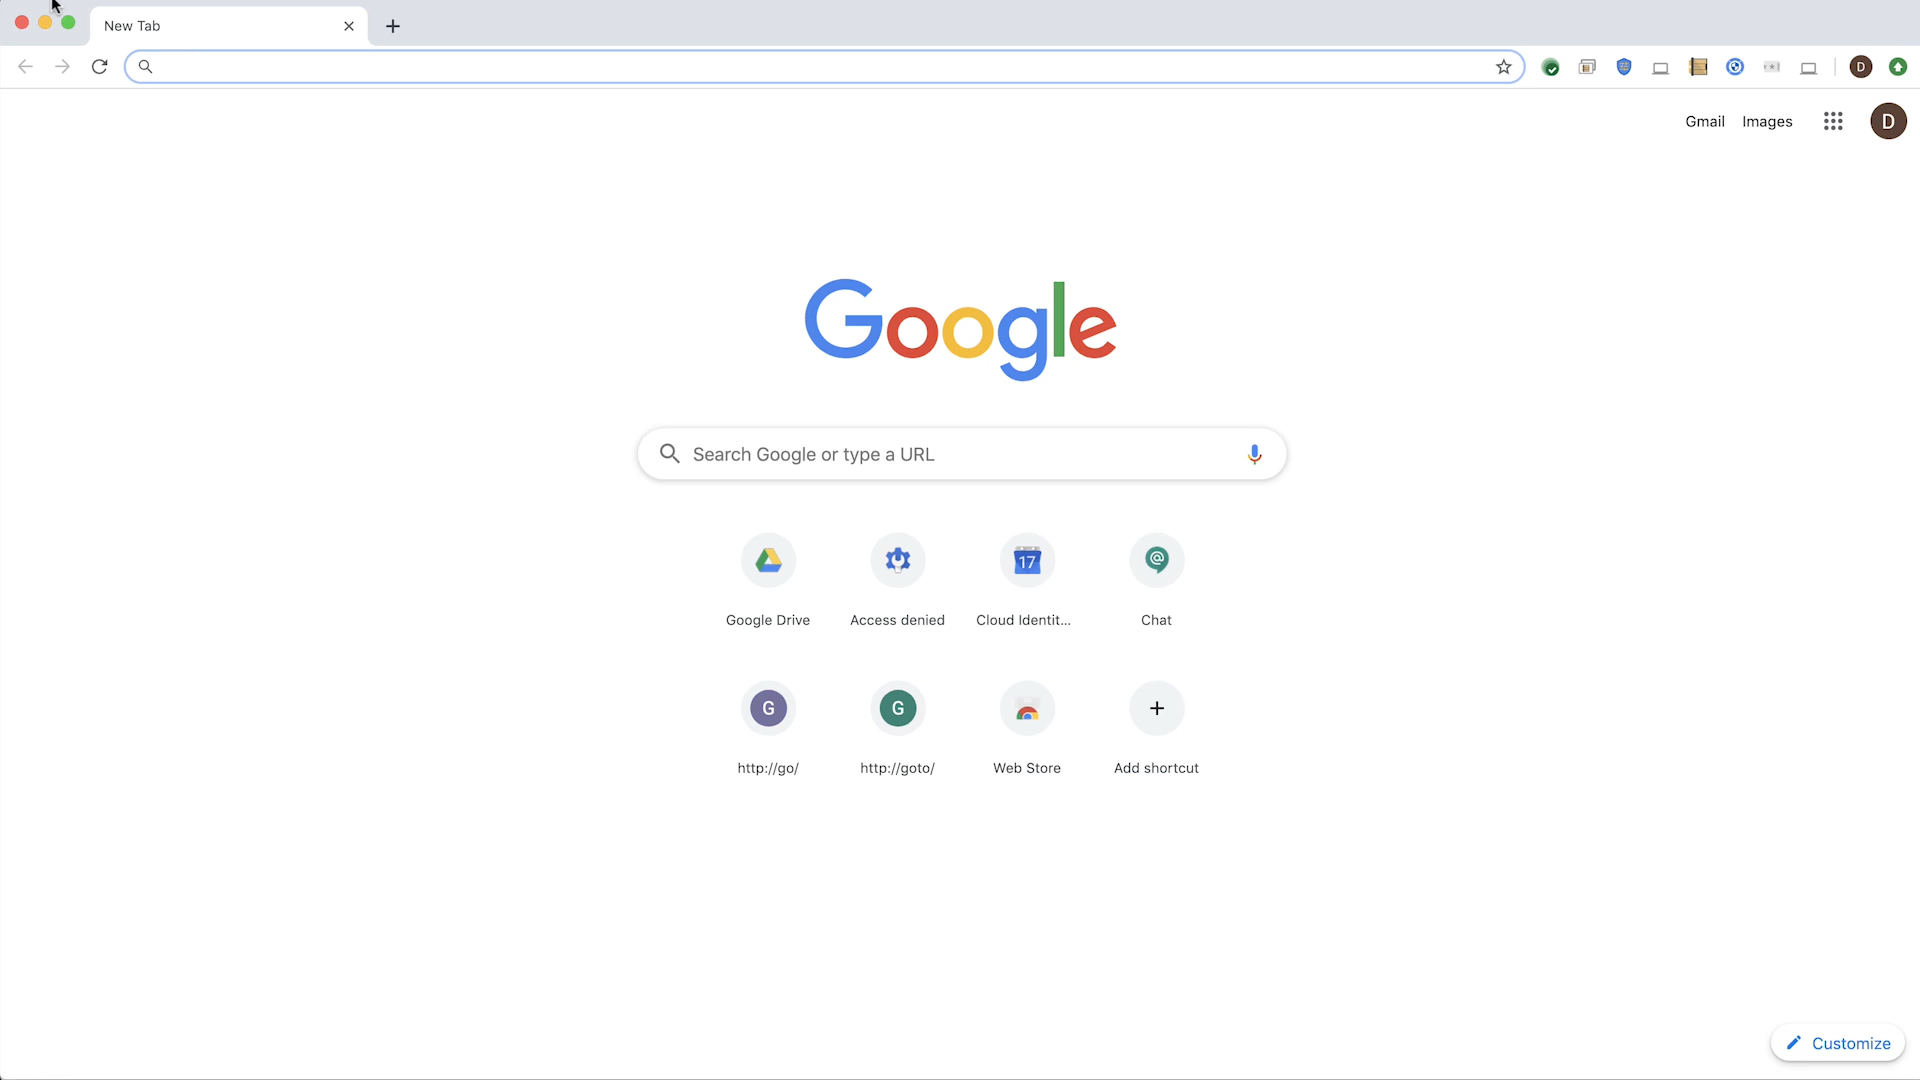 New Tab
D
Gmail Images
D
Google
Search Google or type a URL
17
Google Drive Access denied Cloud Identit... Chat
G G
http://go/ http://goto/ Web Store Add shortcut
Customize